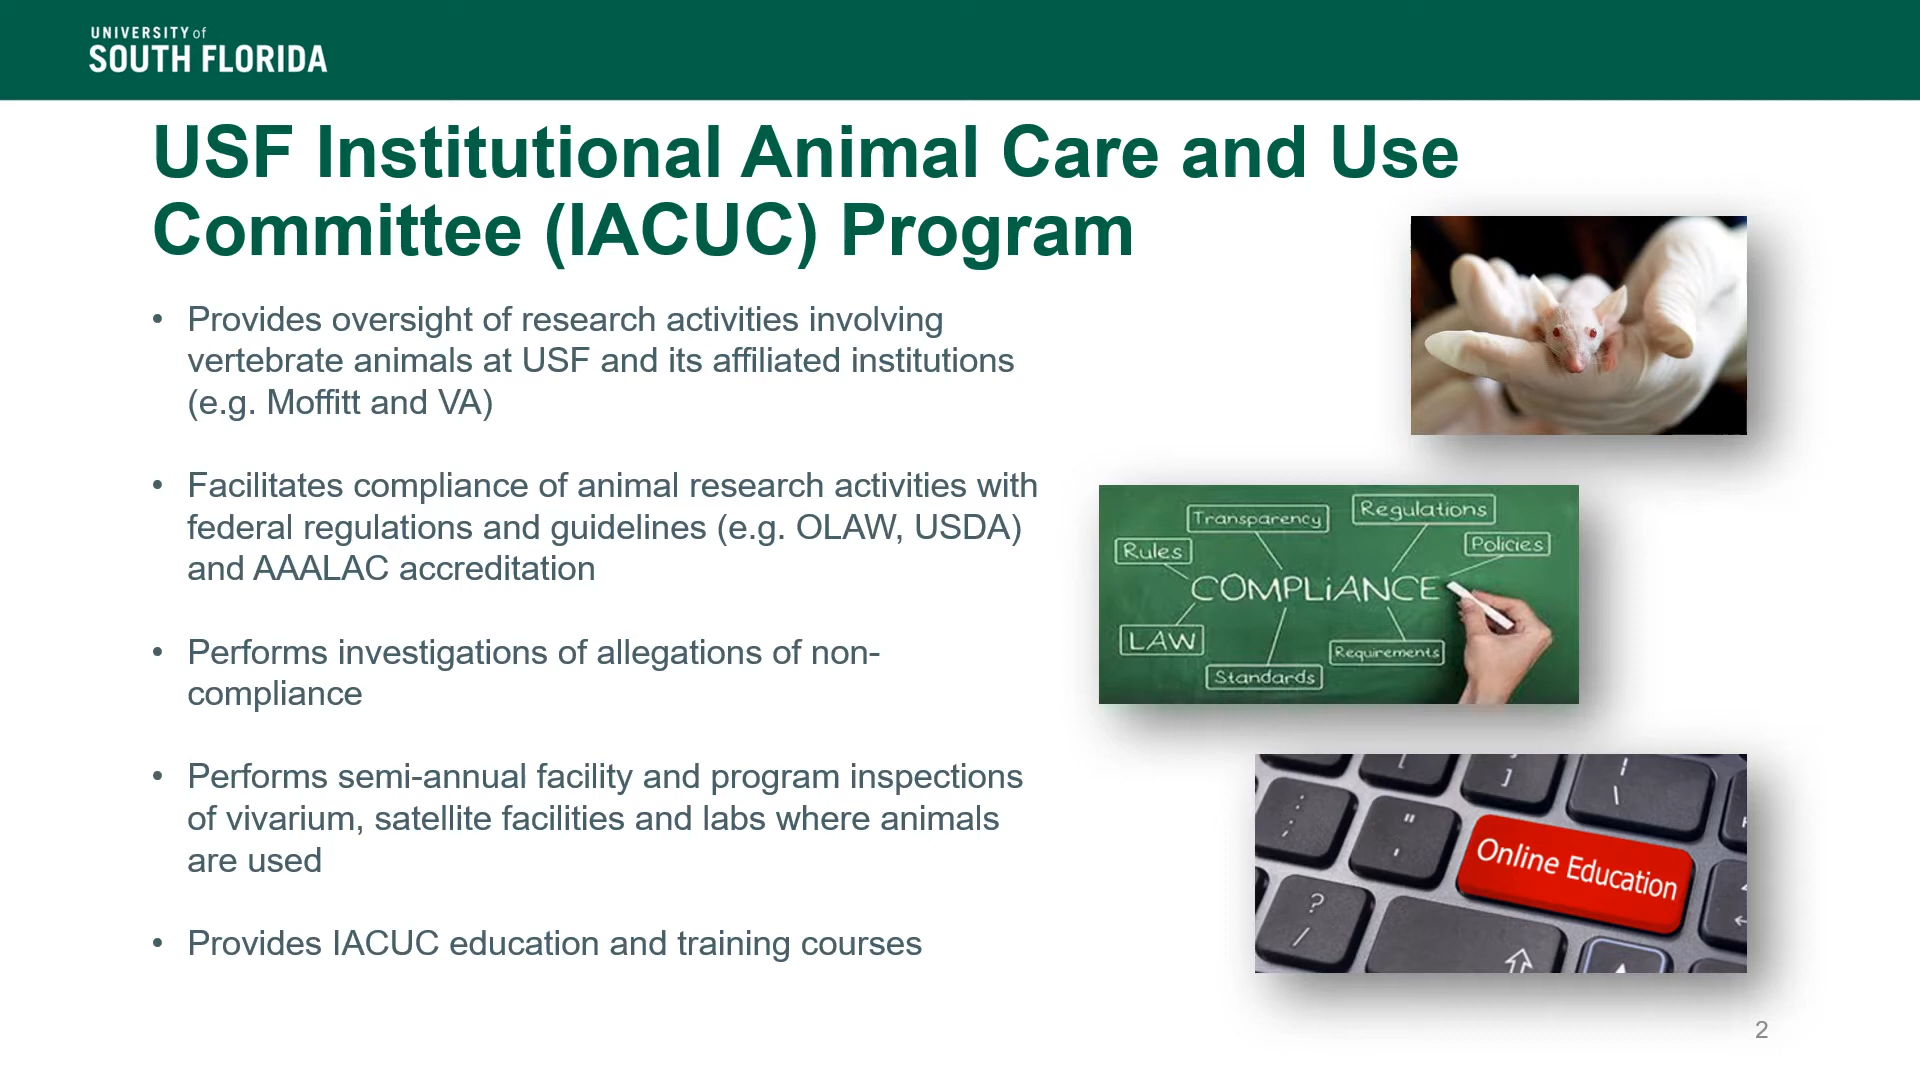 UNIVERSITY of
SOUTH FLORIDA
USF Institutional Animal Care and Use
Committee (IACUC) Program
• Provides oversight of research activities involving
vertebrate animals at USF and its affiliated institutions
(e.g. Moffitt and VA)
• Facilitates compliance of animal research activities with
federal regulations and guidelines (e.g. OLAW, USDA)
and AAALAC accreditation
• Performs investigations of allegations of non-
compliance
• Performs semi-annual facility and program inspections
of vivarium, satellite facilities and labs where animals
are used
• Provides IACUC education and training courses
Transparency
Regulations
Rules
Policies
COMPLiANCE
LAW
Requirements
Standards
Online Education
2